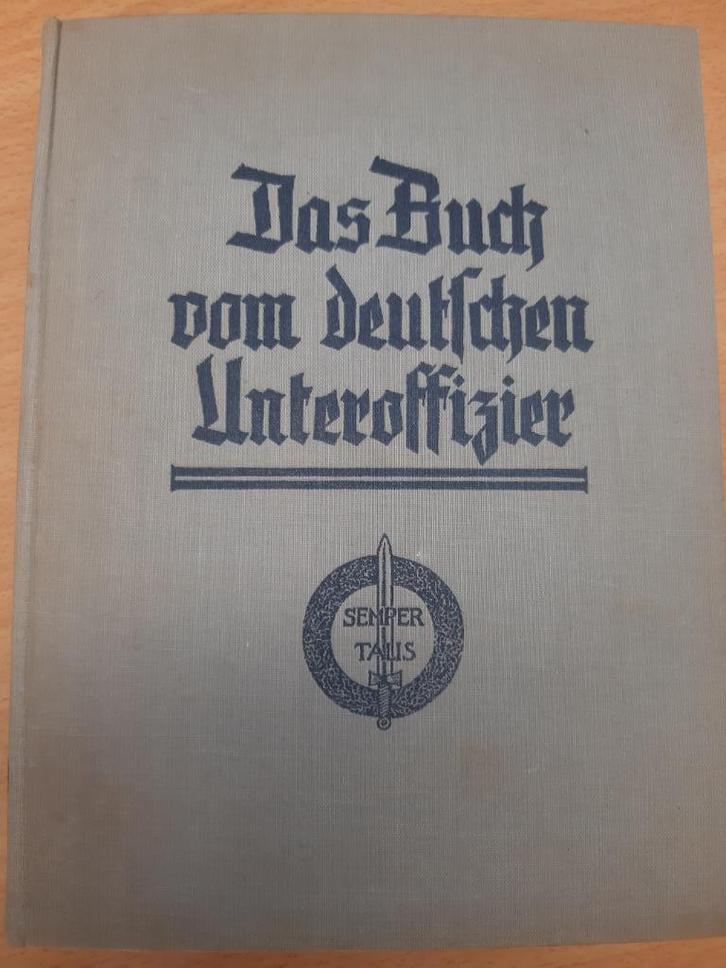 Das Buch
vom deutſchen
Unteroffizier
SEMPER
TALIS